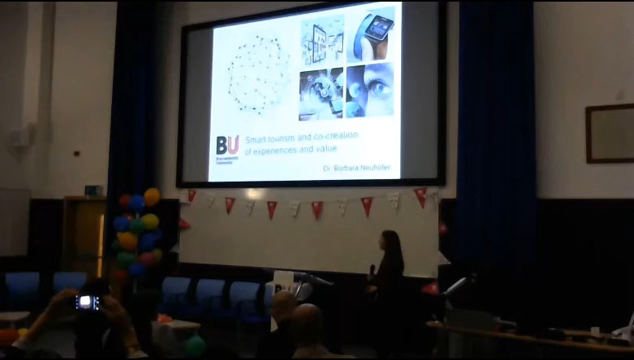 BU
Bournemouth
University
Smart tourism and co-creation
of experiences and value
Dr. Barbara Neuhofer